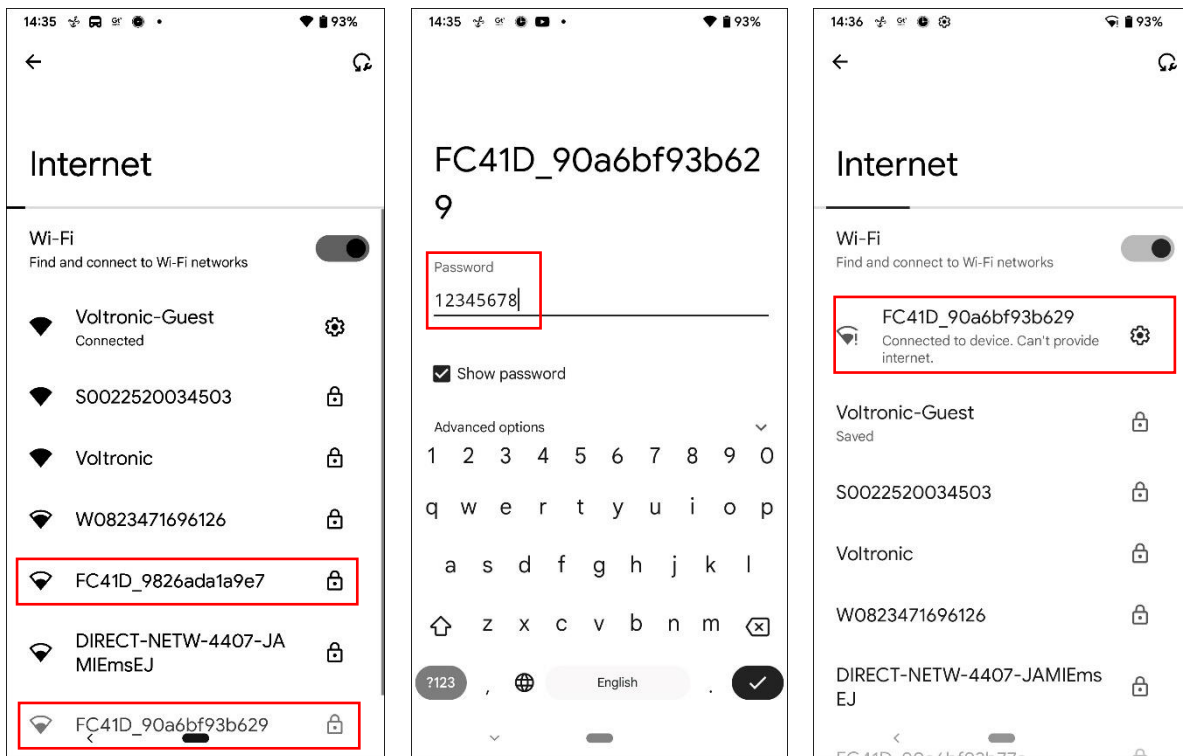 14:35 93%
Internet
Wi-Fi
Find and connect to Wi-Fi networks
Voltronic-Guest
Connected
S0022520034503
Voltronic
W0823471696126
FC41D_9826ada1a9e7
DIRECT-NETW-4407-JA
MIEmsEJ
FC41D_90a6bf93b629
14:35 93%
FC41D_90a6bf93b62
9
Password
12345678
Show password
Advanced options
1 2 3 4 5 6 7 8 9 0
q w e r t y u i o p
a s d f g h j k l
z x c v b n m
?123 , English .
14:36 93%
Internet
Wi-Fi
Find and connect to Wi-Fi networks
FC41D_90a6bf93b629
Connected to device. Can't provide
internet.
Voltronic-Guest
Saved
S0022520034503
Voltronic
W0823471696126
DIRECT-NETW-4407-JAMIEms
EJ